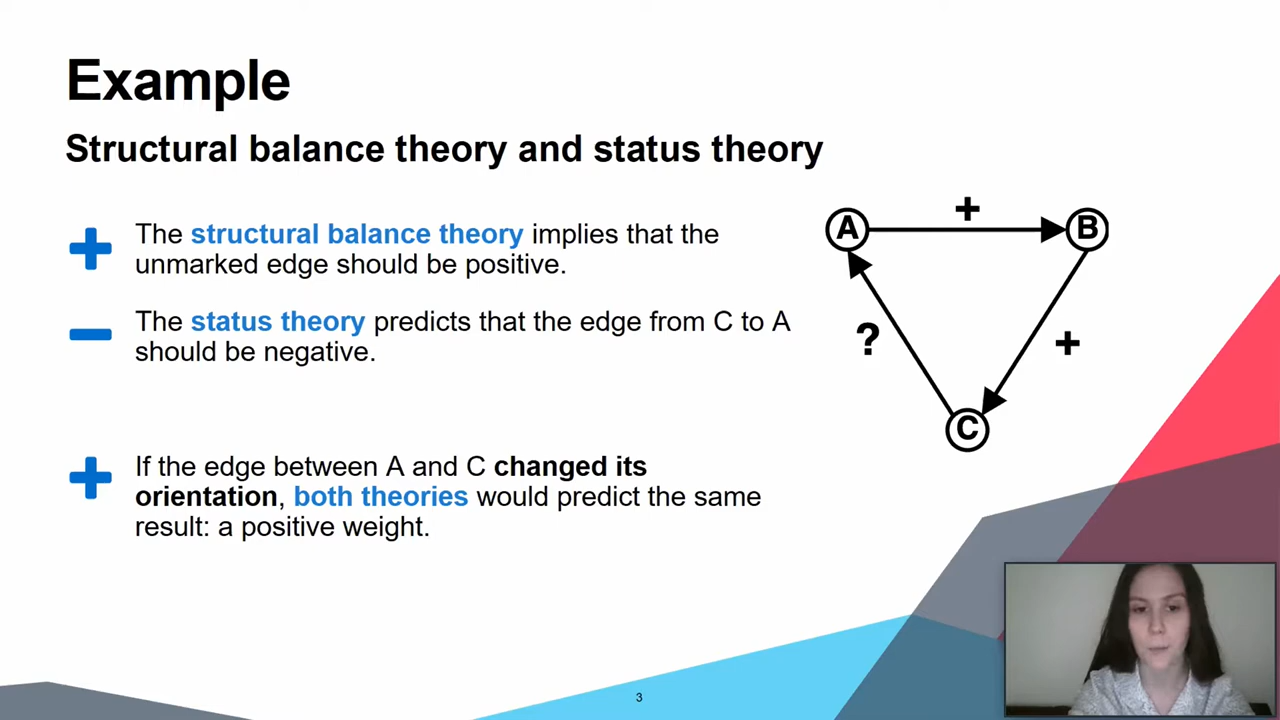 Example
Structural balance theory and status theory
The structural balance theory implies that the
unmarked edge should be positive.
The status theory predicts that the edge from C to A
should be negative.
If the edge between A and C changed its
orientation, both theories would predict the same
result: a positive weight.
+
A
B
?
+
C
3